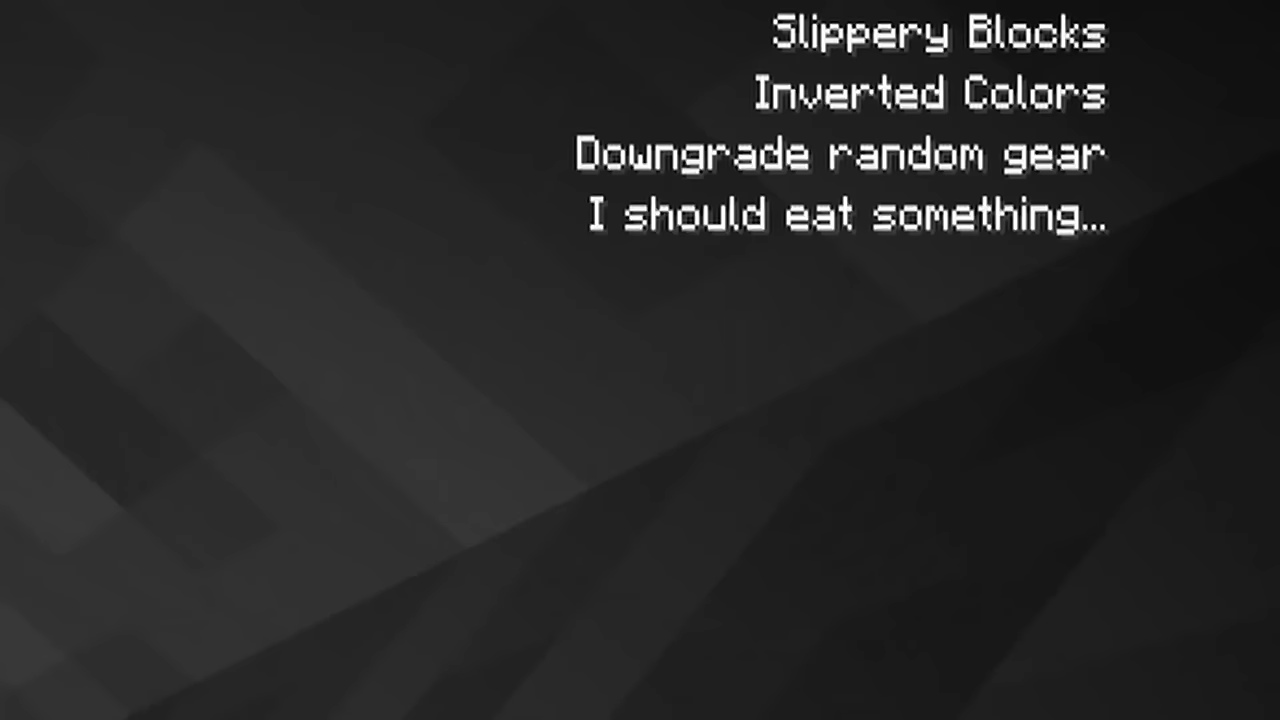 Slippery Blocks
Inverted Colors
Downgrade random gear
I should eat something...